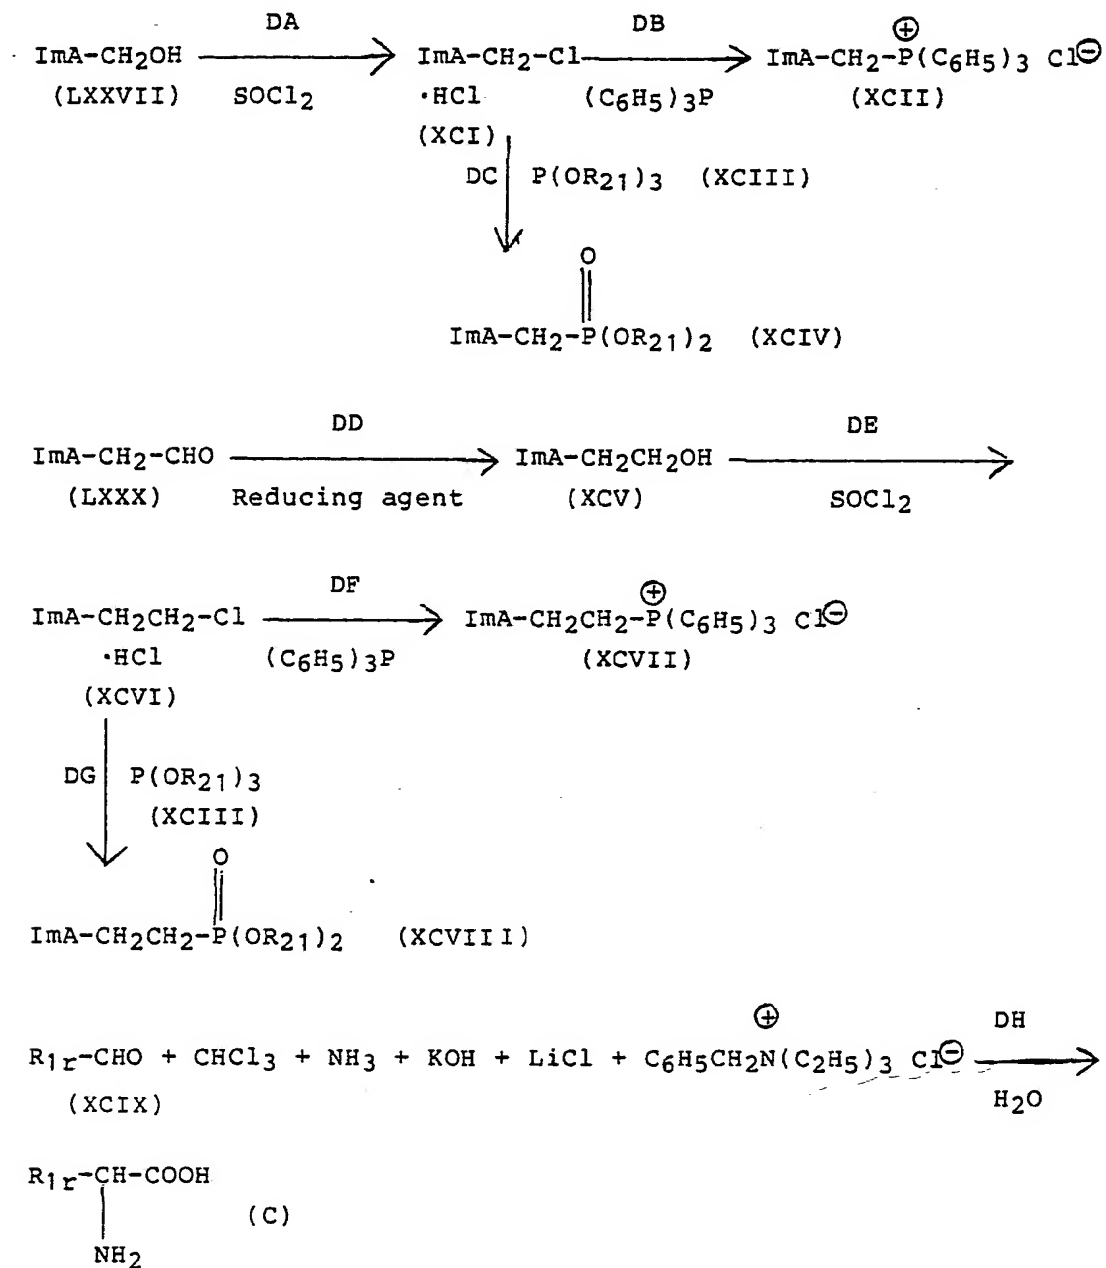 DA DB
ImA-CH2OH ImA-CH2-Cl ImA-CH2-P(C6H5)3 Cl⊖
⊕
(LXXVII) SOCl2 ·HCl (C6H5)3P (XCII)
(XCI)
DC P(OR21)3 (XCIII)
O
ImA-CH2-P(OR21)2 (XCIV)
DD DE
ImA-CH2-CHO ImA-CH2CH2OH
(LXXX) Reducing agent (XCV) SOCl2
DF ⊕
ImA-CH2CH2-Cl ImA-CH2CH2-P(C6H5)3 Cl⊖
·HCl (C6H5)3P (XCVII)
(XCVI)
DG P(OR21)3
(XCIII)
O
ImA-CH2CH2-P(OR21)2 (XCVIII)
⊕ DH
R1r-CHO + CHCl3 + NH3 + KOH + LiCl + C6H5CH2N(C2H5)3 Cl⊖
(XCIX) H2O
R1r-CH-COOH
(C)
NH2